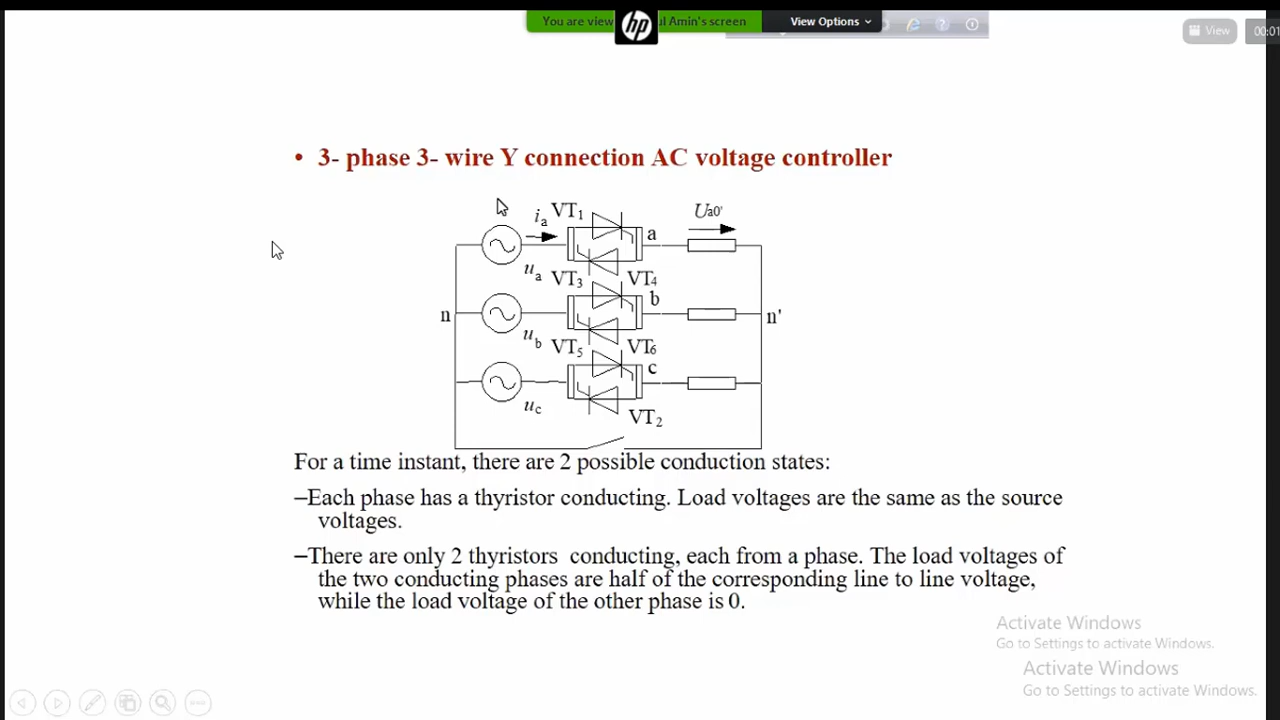 You are view
ul Amin's screen
View Options
View
00:01
• 3- phase 3- wire Y connection AC voltage controller
ia VT1
Ua0'
a
ua VT3 VT4
b
n
n'
ub VT5 VT6
c
uc
VT2
For a time instant, there are 2 possible conduction states:
–Each phase has a thyristor conducting. Load voltages are the same as the source
voltages.
–There are only 2 thyristors conducting, each from a phase. The load voltages of
the two conducting phases are half of the corresponding line to line voltage,
while the load voltage of the other phase is 0.
Activate Windows
Go to Settings to activate Windows.
Activate Windows
Go to Settings to activate Windows.